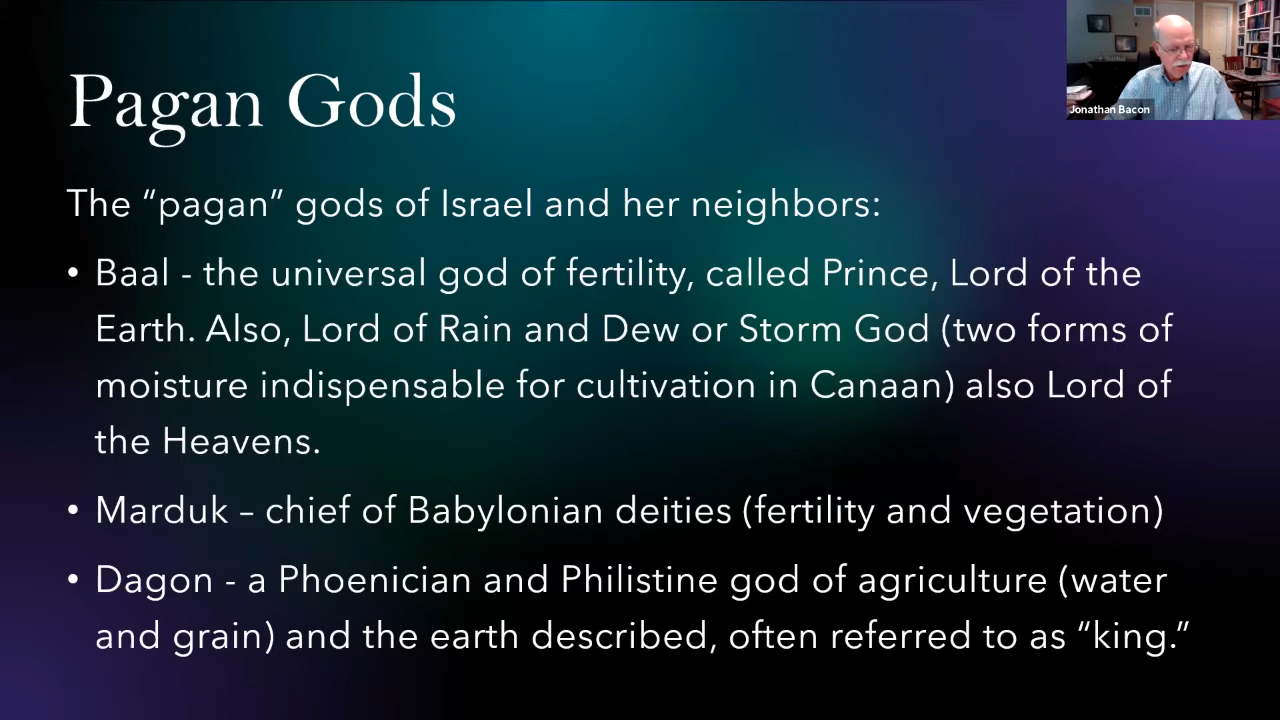 Pagan Gods
Jonathan Bacon
The “pagan” gods of Israel and her neighbors:
• Baal - the universal god of fertility, called Prince, Lord of the
Earth. Also, Lord of Rain and Dew or Storm God (two forms of
moisture indispensable for cultivation in Canaan) also Lord of
the Heavens.
• Marduk – chief of Babylonian deities (fertility and vegetation)
• Dagon - a Phoenician and Philistine god of agriculture (water
and grain) and the earth described, often referred to as “king.”